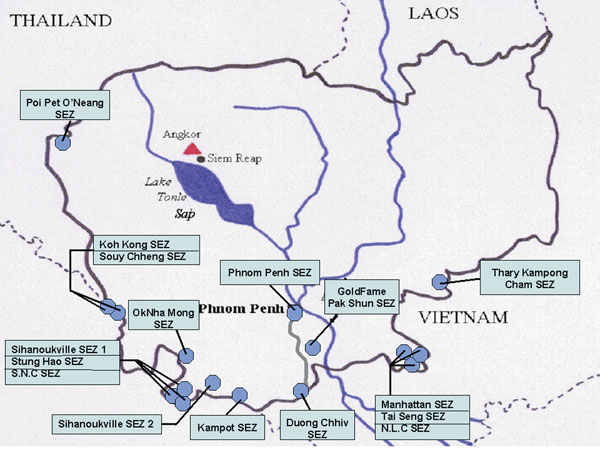 THAILAND
LAOS
Poi Pet O'Neang
SEZ
Angkor
Siem Reap
Lake
Tonle
Sap
Koh Kong SEZ
Souy Chheng SEZ
Phnom Penh SEZ
Thary Kampong
Cham SEZ
GoldFame
Pak Shun SEZ
Phnom Penh
OkNha Mong
SEZ
VIETNAM
Sihanoukville SEZ 1
Stung Hao SEZ
S.N.C SEZ
Sihanoukville SEZ 2
Kampot SEZ
Duong Chhiv
SEZ
Manhattan SEZ
Tai Seng SEZ
N.L.C SEZ